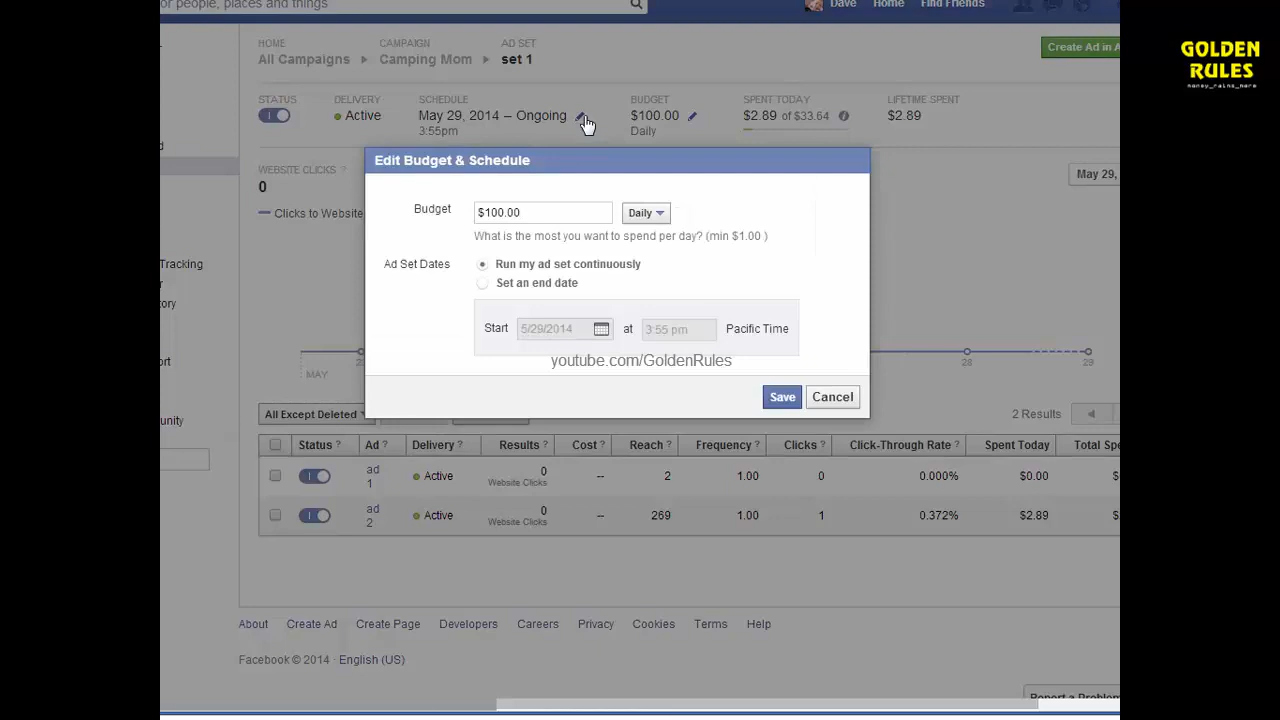 or people, places and things
Dave Home Find Friends
HOME CAMPAIGN AD SET
All Campaigns Camping Mom set 1
Create Ad in A
GOLDEN
RULES
money_rains_here
STATUS DELIVERY SCHEDULE BUDGET SPENT TODAY LIFETIME SPENT
Active May 29, 2014 – Ongoing $100.00 $2.89 of $33.64 $2.89
3:55pm Daily
Edit Budget & Schedule
WEBSITE CLICKS ?
0
May 29,
Clicks to Website
Budget $100.00 Daily
What is the most you want to spend per day? (min $1.00 )
Ad Set Dates Run my ad set continuously
Set an end date
Start 5/29/2014 at 3:55 pm Pacific Time
youtube.com/GoldenRules
Save Cancel
Tracking
r
tory
ort
unity
MAY 28 29
All Except Deleted
2 Results
Status ? Ad ? Delivery ? Results ? Cost ? Reach ? Frequency ? Clicks ? Click-Through Rate ? Spent Today Total Spe
ad 1 Active 0 Website Clicks -- 2 1.00 0 0.000% $0.00 $
ad 2 Active 0 Website Clicks -- 269 1.00 1 0.372% $2.89 $
About Create Ad Create Page Developers Careers Privacy Cookies Terms Help
Facebook © 2014 · English (US)
Report a Problem